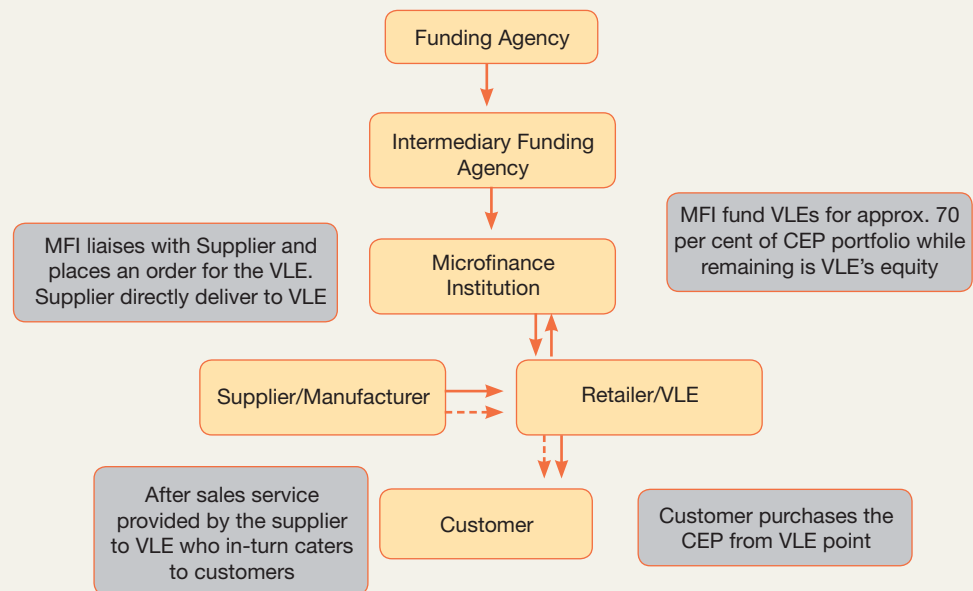 Funding Agency
Intermediary Funding
Agency
MFI fund VLEs for approx. 70
per cent of CEP portfolio while
remaining is VLE's equity
MFI liaises with Supplier and
places an order for the VLE.
Supplier directly deliver to VLE
Microfinance
Institution
Supplier/Manufacturer
Retailer/VLE
After sales service
provided by the supplier
to VLE who in-turn caters
to customers
Customer
Customer purchases the
CEP from VLE point